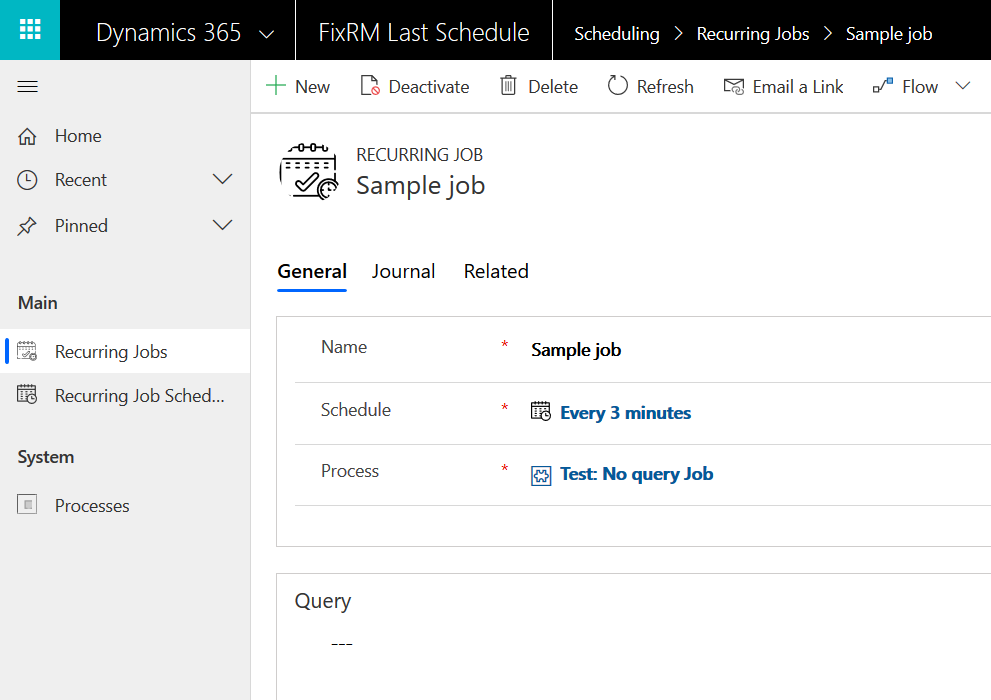 Dynamics 365 FixRM Last Schedule Scheduling > Recurring Jobs > Sample job
New Deactivate Delete Refresh Email a Link Flow
Home
Recent
Pinned
Main
Recurring Jobs
Recurring Job Sched...
System
Processes
RECURRING JOB
Sample job
General Journal Related
Name * Sample job
Schedule * Every 3 minutes
Process * Test: No query Job
Query
---